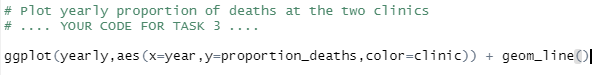 # Plot yearly proportion of deaths at the two clinics
# .... YOUR CODE FOR TASK 3 ....
ggplot(yearly,aes(x=year,y=proportion_deaths,color=clinic)) + geom_line()